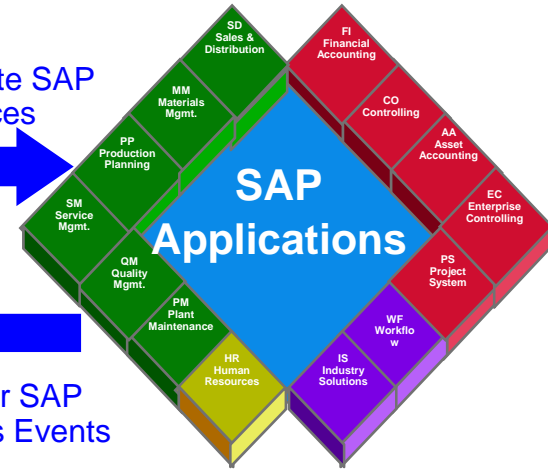 SD
Sales &
Distribution
FI
Financial
Accounting
MM
Materials
Mgmt.
CO
Controlling
PP
Production
Planning
AA
Asset
Accounting
SM
Service
Mgmt.
EC
Enterprise
Controlling
SAP
Applications
QM
Quality
Mgmt.
PS
Project
System
PM
Plant
Maintenance
WF
Workflo
w
HR
Human
Resources
IS
Industry
Solutions
SAP
SAP
Events